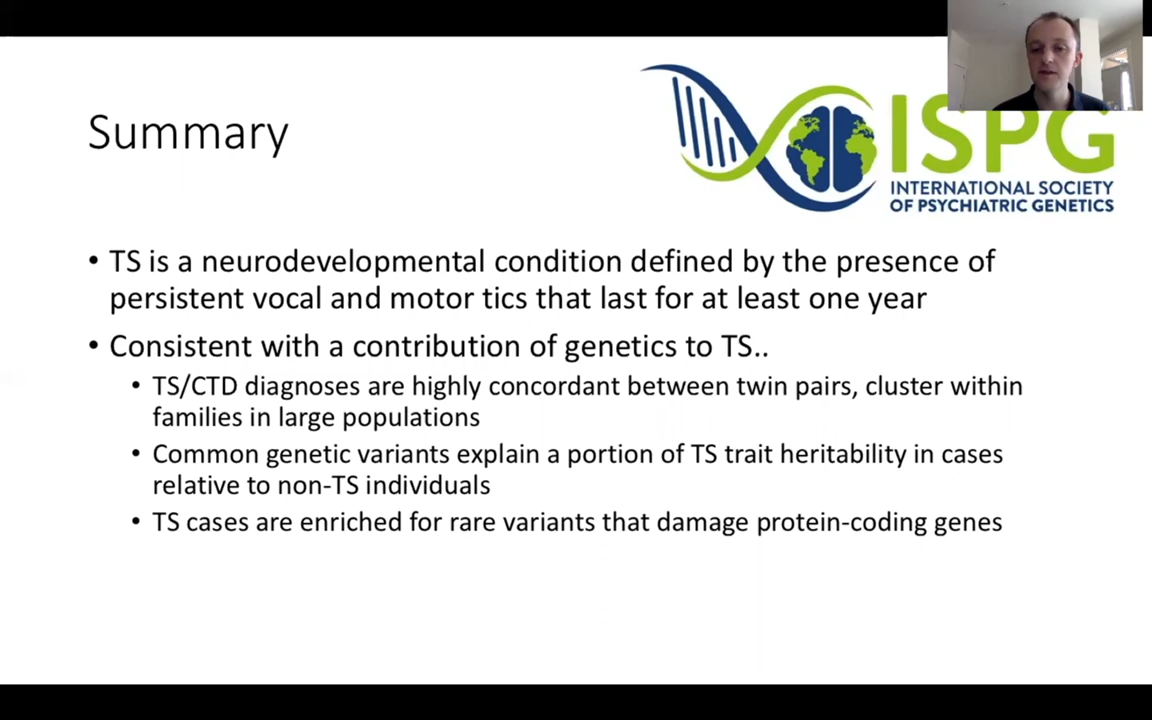 Summary
ISPG
INTERNATIONAL SOCIETY
OF PSYCHIATRIC GENETICS
• TS is a neurodevelopmental condition defined by the presence of
persistent vocal and motor tics that last for at least one year
• Consistent with a contribution of genetics to TS..
• TS/CTD diagnoses are highly concordant between twin pairs, cluster within
families in large populations
• Common genetic variants explain a portion of TS trait heritability in cases
relative to non-TS individuals
• TS cases are enriched for rare variants that damage protein-coding genes